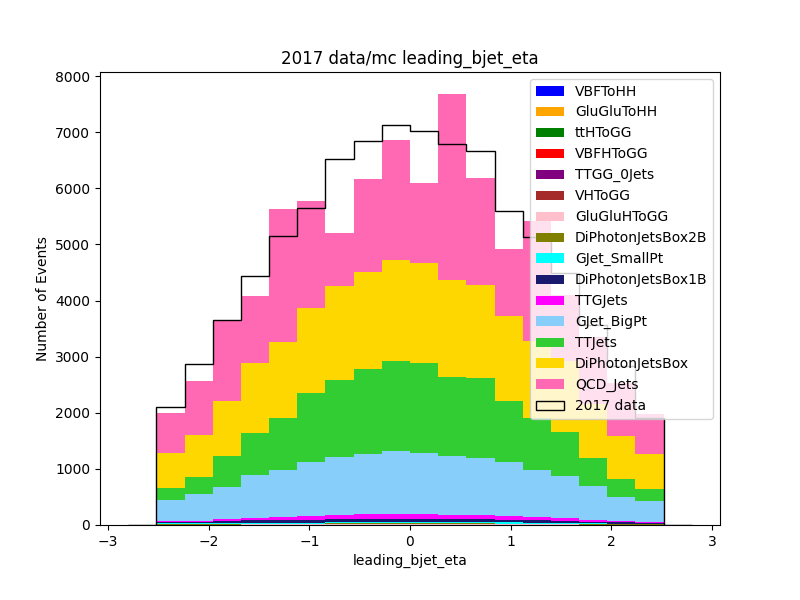 2017 data/mc leading_bjet_eta
Number of Events
8000
7000
6000
5000
4000
3000
2000
1000
0
−3
−2
−1
0
1
2
3
leading_bjet_eta
VBFToHH
GluGluToHH
ttHToGG
VBFHToGG
TTGG_0Jets
VHToGG
GluGluHToGG
DiPhotonJetsBox2B
GJet_SmallPt
DiPhotonJetsBox1B
TTGJets
GJet_BigPt
TTJets
DiPhotonJetsBox
QCD_Jets
2017 data